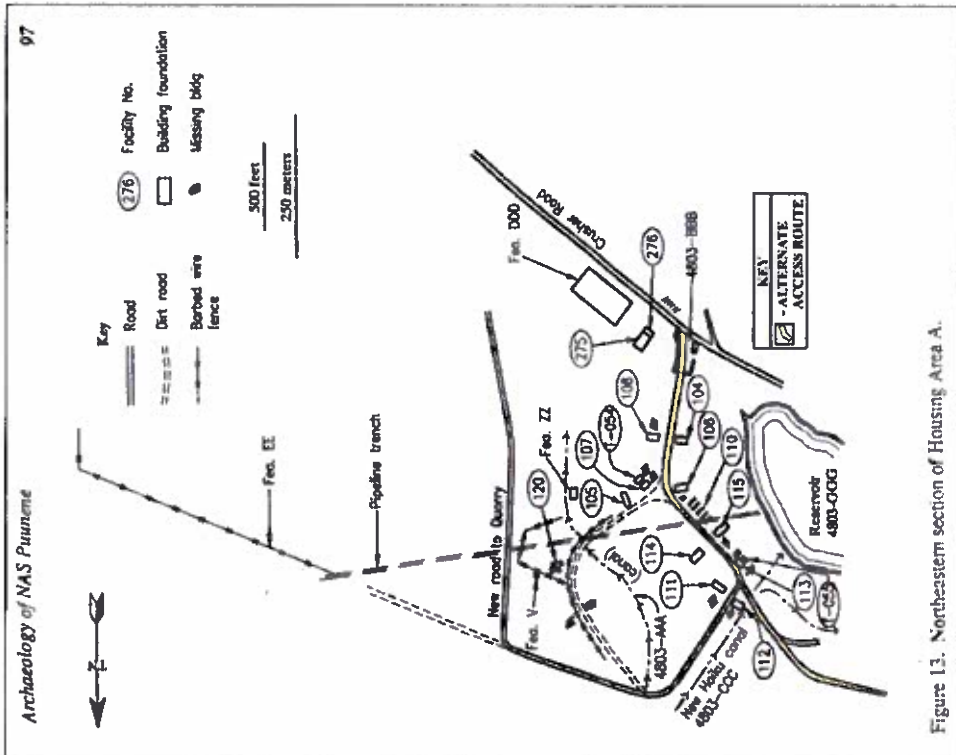 Archaeology of NAS Puunene
97
N
Key
Road
Dirt road
Barbed wire
fence
276
Facility No.
Building foundation
Missing bldg
500 feet
250 meters
Fea. EE
Pipeline trench
New road to Quarry
Fea. V
120
Fea. ZZ
105
107
T-054
108
Fea. DDD
Crusher Road
275
276
4803-BBB
(canal)
4803-AAA
114
111
104
106
110
115
New Haiku canal
4803-CCC
112
113
Reservoir
4803-GGG
KEY
- ALTERNATE
ACCESS ROUTE
Figure 13. Northeastern section of Housing Area A.